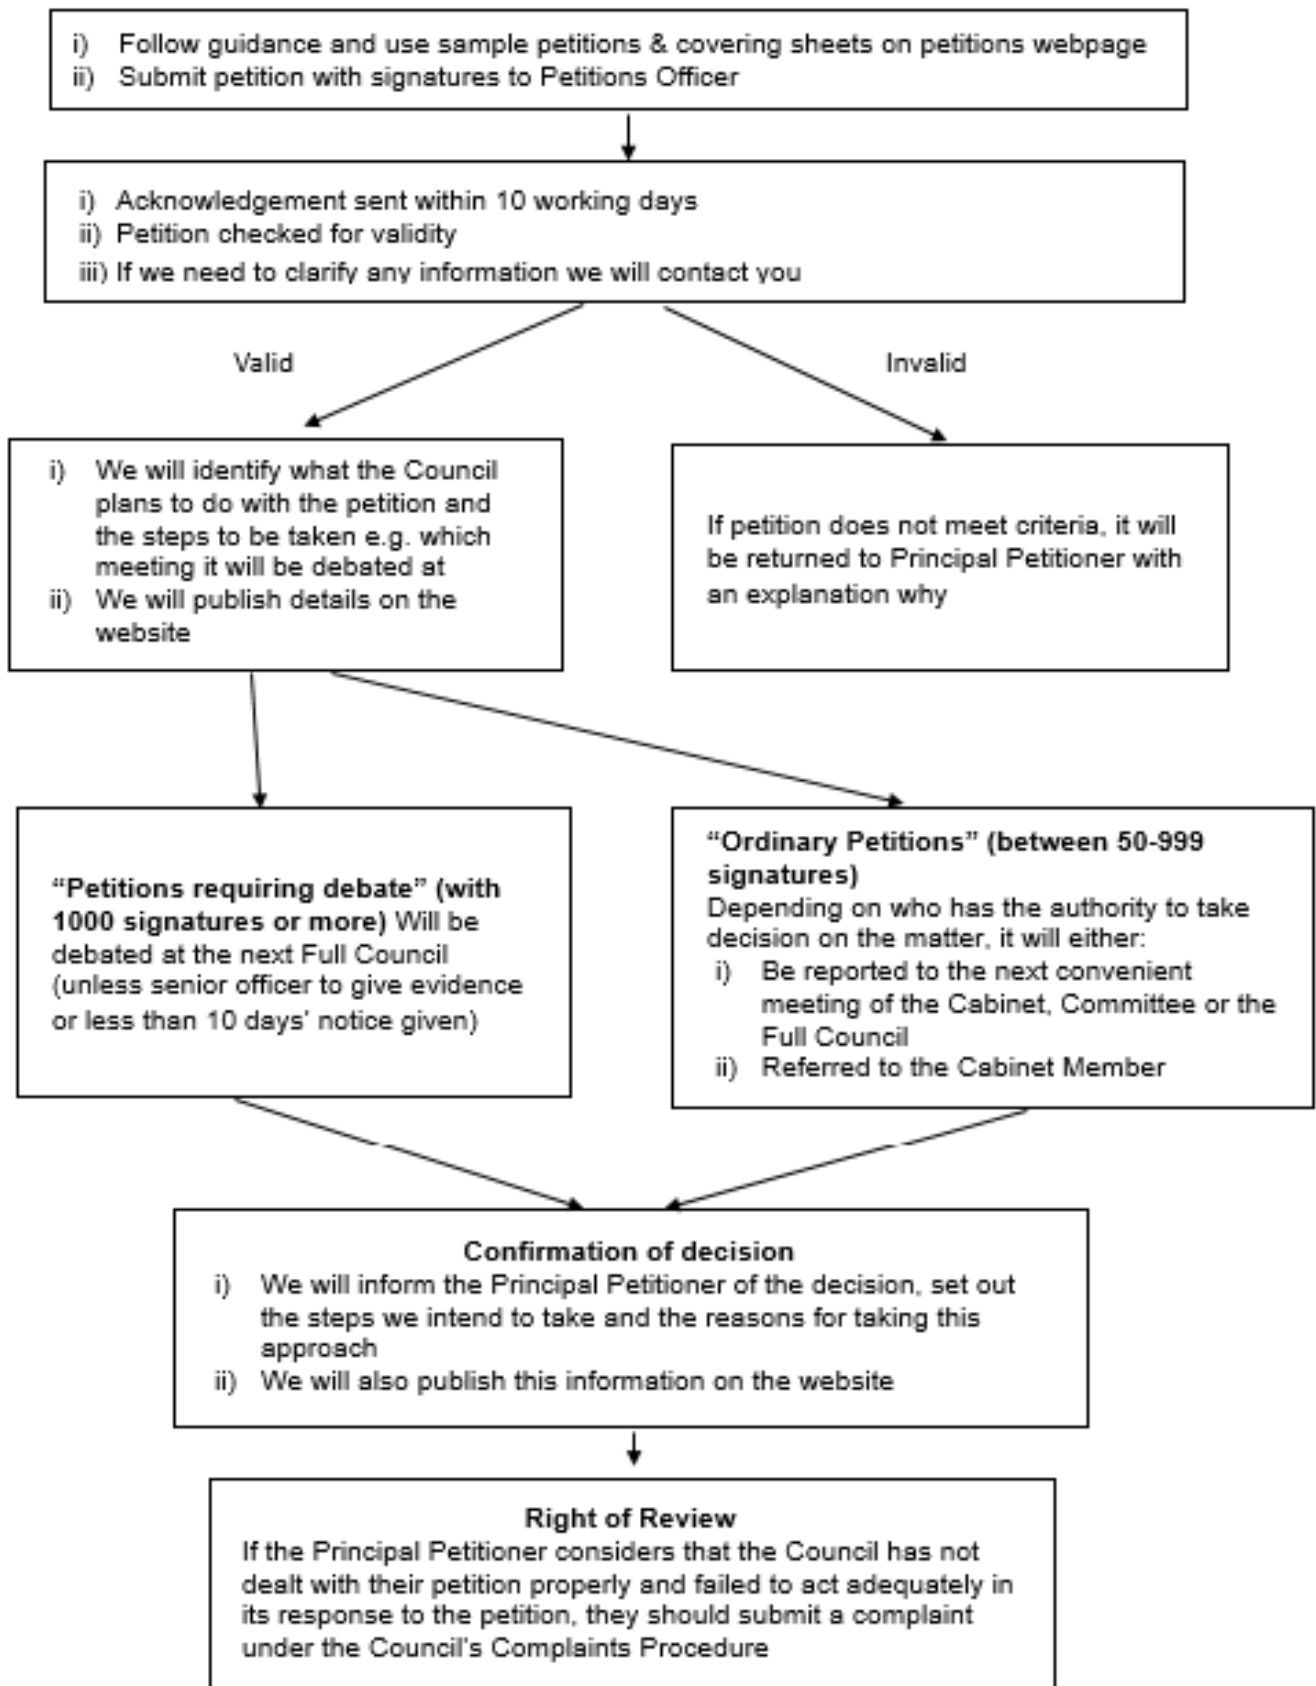 i) Follow guidance and use sample petitions & covering sheets on petitions webpage
ii) Submit petition with signatures to Petitions Officer
i) Acknowledgement sent within 10 working days
ii) Petition checked for validity
iii) If we need to clarify any information we will contact you
Valid
Invalid
i) We will identify what the Council
plans to do with the petition and
the steps to be taken e.g. which
meeting it will be debated at
ii) We will publish details on the
website
If petition does not meet criteria, it will
be returned to Principal Petitioner with
an explanation why
“Petitions requiring debate” (with
1000 signatures or more) Will be
debated at the next Full Council
(unless senior officer to give evidence
or less than 10 days’ notice given)
“Ordinary Petitions” (between 50-999
signatures)
Depending on who has the authority to take
decision on the matter, it will either:
i) Be reported to the next convenient
meeting of the Cabinet, Committee or the
Full Council
ii) Referred to the Cabinet Member
Confirmation of decision
i) We will inform the Principal Petitioner of the decision, set out
the steps we intend to take and the reasons for taking this
approach
ii) We will also publish this information on the website
Right of Review
If the Principal Petitioner considers that the Council has not
dealt with their petition properly and failed to act adequately in
its response to the petition, they should submit a complaint
under the Council's Complaints Procedure